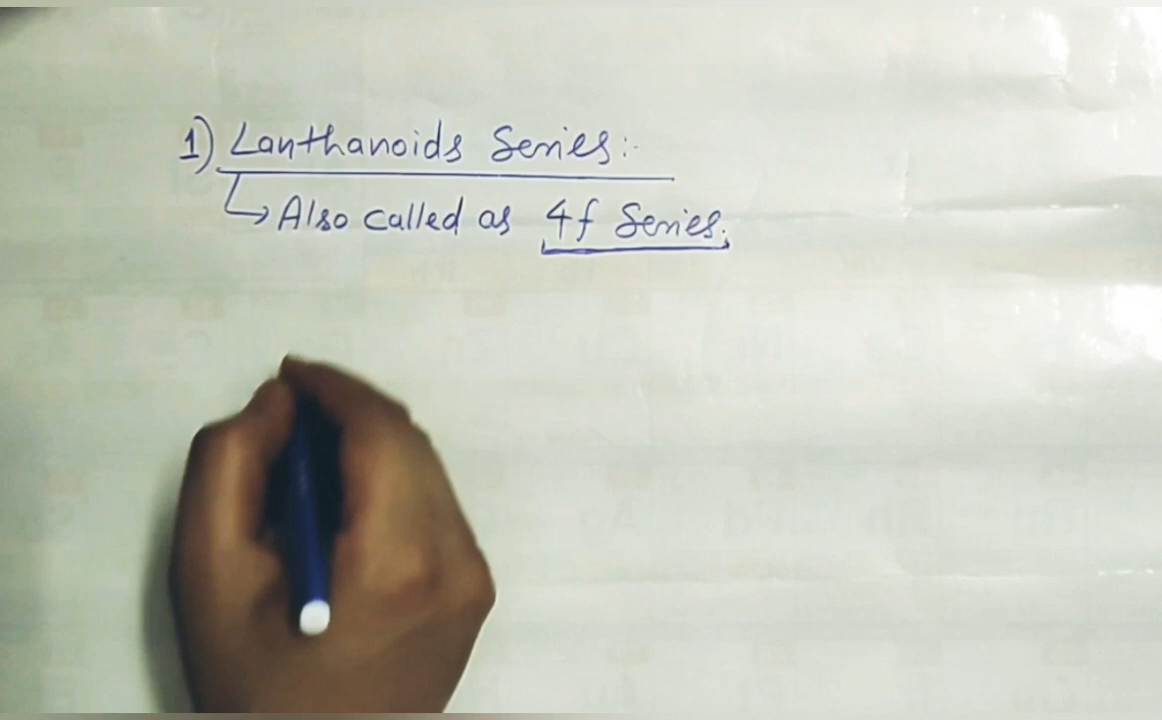 1) Lanthanoids Series:-
↳ Also called as 4f Series.